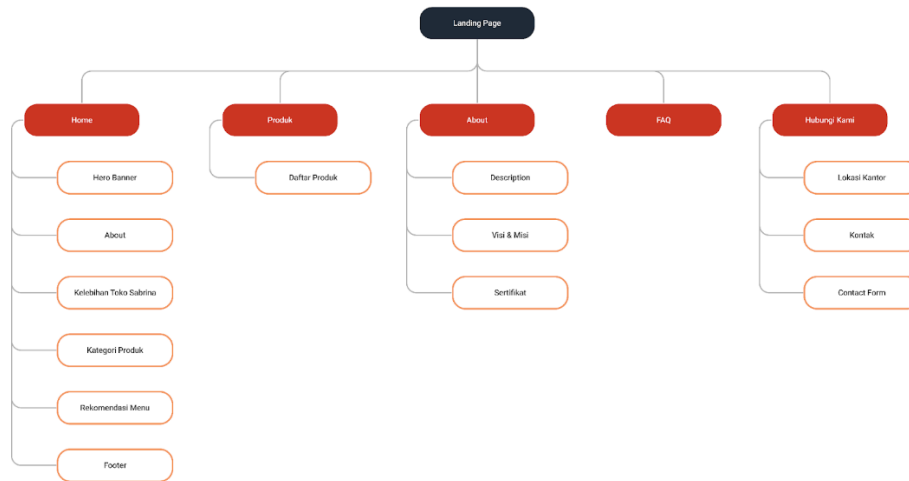 Landing Page
Home
Produk
About
FAQ
Hubungi Kami
Hero Banner
Daftar Produk
Description
Lokasi Kantor
About
Visi & Misi
Kontak
Kelebihan Toko Sabrina
Sertifikat
Contact Form
Kategori Produk
Rekomendasi Menu
Footer